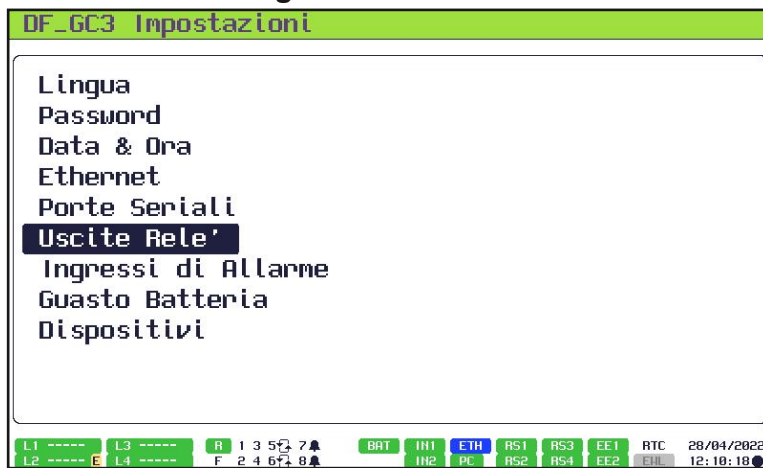 DF_GC3 Impostazioni
Lingua
Password
Data & Ora
Ethernet
Porte Seriali
Uscite Rele'
Ingressi di Allarme
Guasto Batteria
Dispositivi
L1 ----- L3 ----- R 1 3 5 7 BAT IN1 ETH RS1 RS3 EE1 RTC 28/04/2022
L2 ----- E L4 ----- F 2 4 6 8 IN2 PC RS2 RS4 EE2 EHL 12:10:18